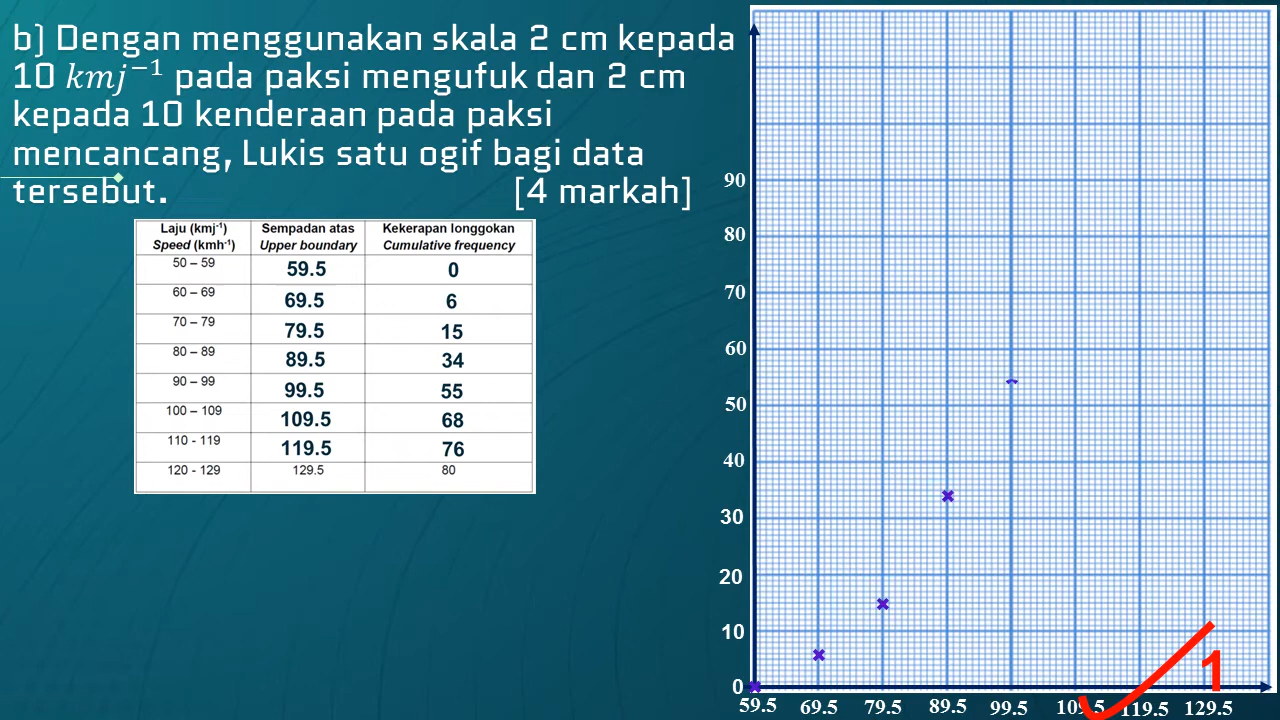 b) Dengan menggunakan skala 2 cm kepada
10 kmj⁻¹ pada paksi mengufuk dan 2 cm
kepada 10 kenderaan pada paksi
mencancang, Lukis satu ogif bagi data
tersebut. [4 markah]
Laju (kmj-1) Sempadan atas Kekerapan longgokan
Speed (kmh-1) Upper boundary Cumulative frequency
50 – 59 59.5 0
60 – 69 69.5 6
70 – 79 79.5 15
80 – 89 89.5 34
90 – 99 99.5 55
100 – 109 109.5 68
110 - 119 119.5 76
120 - 129 129.5 80
90
80
70
60
50
40
30
20
10
0
59.5 69.5 79.5 89.5 99.5 109.5 119.5 129.5
1